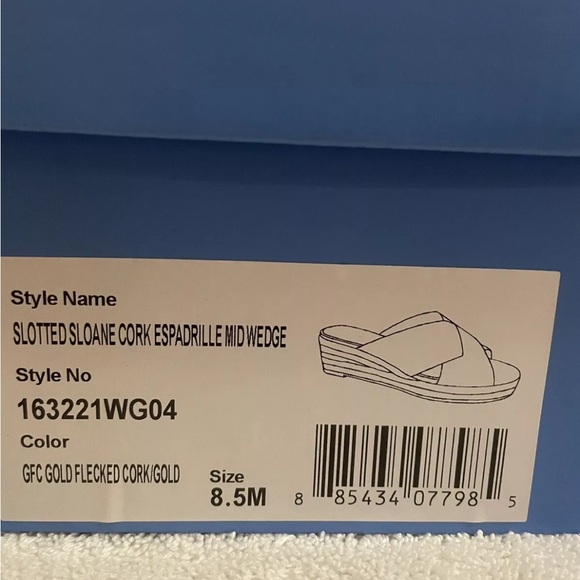 Style Name
SLOTTED SLOANE CORK ESPADRILLE MID WEDGE
Style No
163221WG04
Color
GFC GOLD FLECKED CORK/GOLD
Size
8.5M
8 85434 07798 5